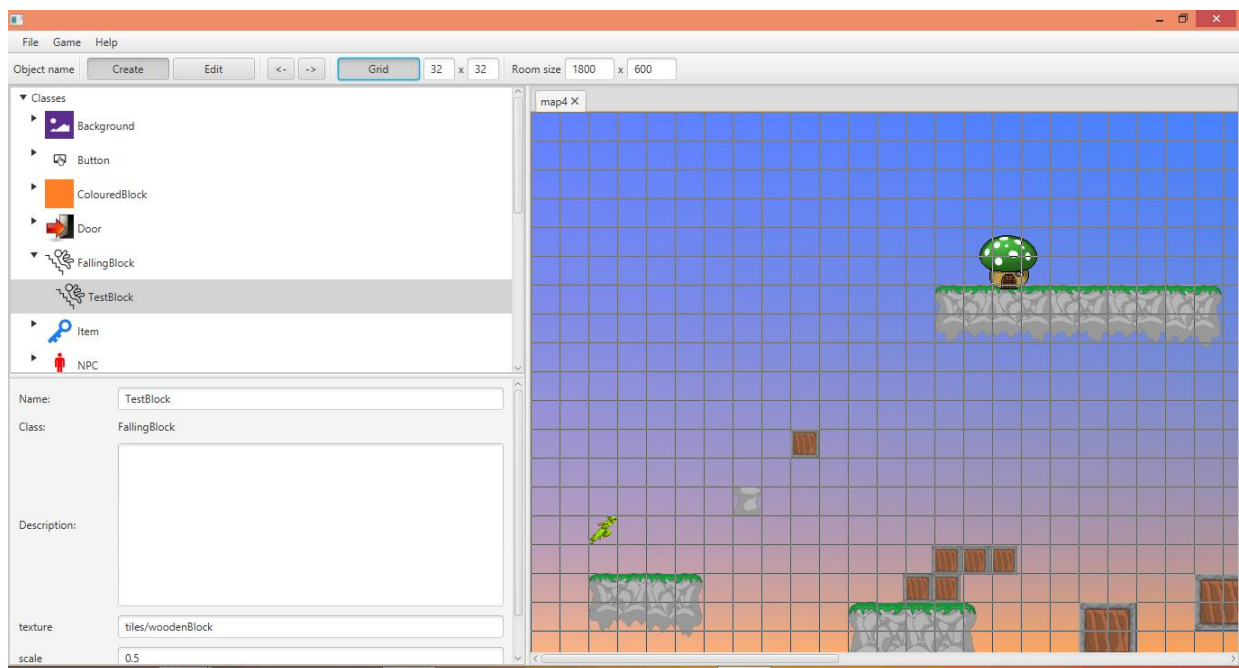 File Game Help
Object name Create Edit <- -> Grid 32 x 32 Room size 1800 x 600
Classes
Background
Button
ColouredBlock
Door
FallingBlock
TestBlock
Item
NPC
map4
Name: TestBlock
Class: FallingBlock
Description:
texture tiles/woodenBlock
scale 0.5